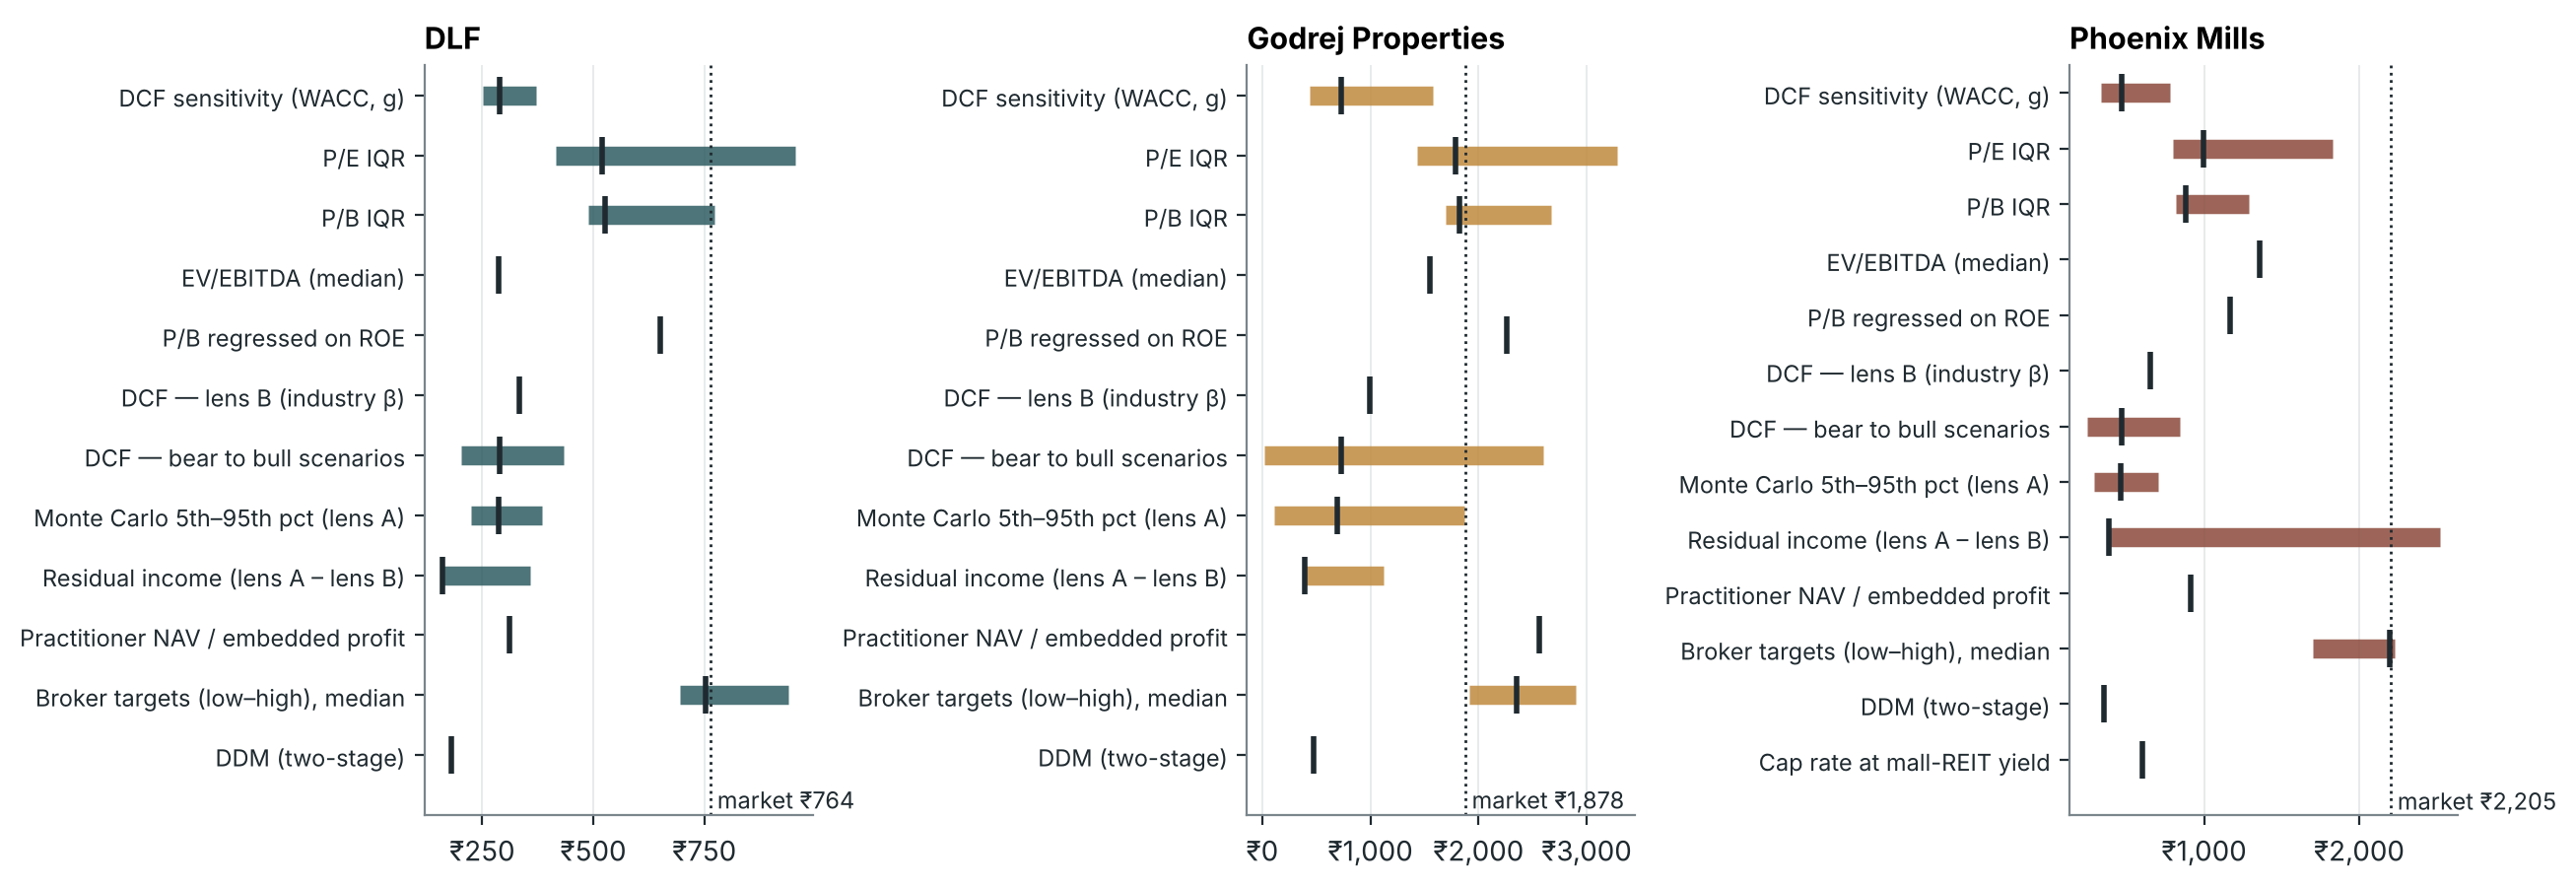 DLF
DCF sensitivity (WACC, g)
P/E IQR
P/B IQR
EV/EBITDA (median)
P/B regressed on ROE
DCF — lens B (industry β)
DCF — bear to bull scenarios
Monte Carlo 5th–95th pct (lens A)
Residual income (lens A – lens B)
Practitioner NAV / embedded profit
Broker targets (low–high), median
DDM (two-stage)
market ₹764
₹250 ₹500 ₹750
Godrej Properties
DCF sensitivity (WACC, g)
P/E IQR
P/B IQR
EV/EBITDA (median)
P/B regressed on ROE
DCF — lens B (industry β)
DCF — bear to bull scenarios
Monte Carlo 5th–95th pct (lens A)
Residual income (lens A – lens B)
Practitioner NAV / embedded profit
Broker targets (low–high), median
DDM (two-stage)
market ₹1,878
₹0 ₹1,000 ₹2,000 ₹3,000
Phoenix Mills
DCF sensitivity (WACC, g)
P/E IQR
P/B IQR
EV/EBITDA (median)
P/B regressed on ROE
DCF — lens B (industry β)
DCF — bear to bull scenarios
Monte Carlo 5th–95th pct (lens A)
Residual income (lens A – lens B)
Practitioner NAV / embedded profit
Broker targets (low–high), median
DDM (two-stage)
Cap rate at mall-REIT yield
market ₹2,205
₹1,000 ₹2,000